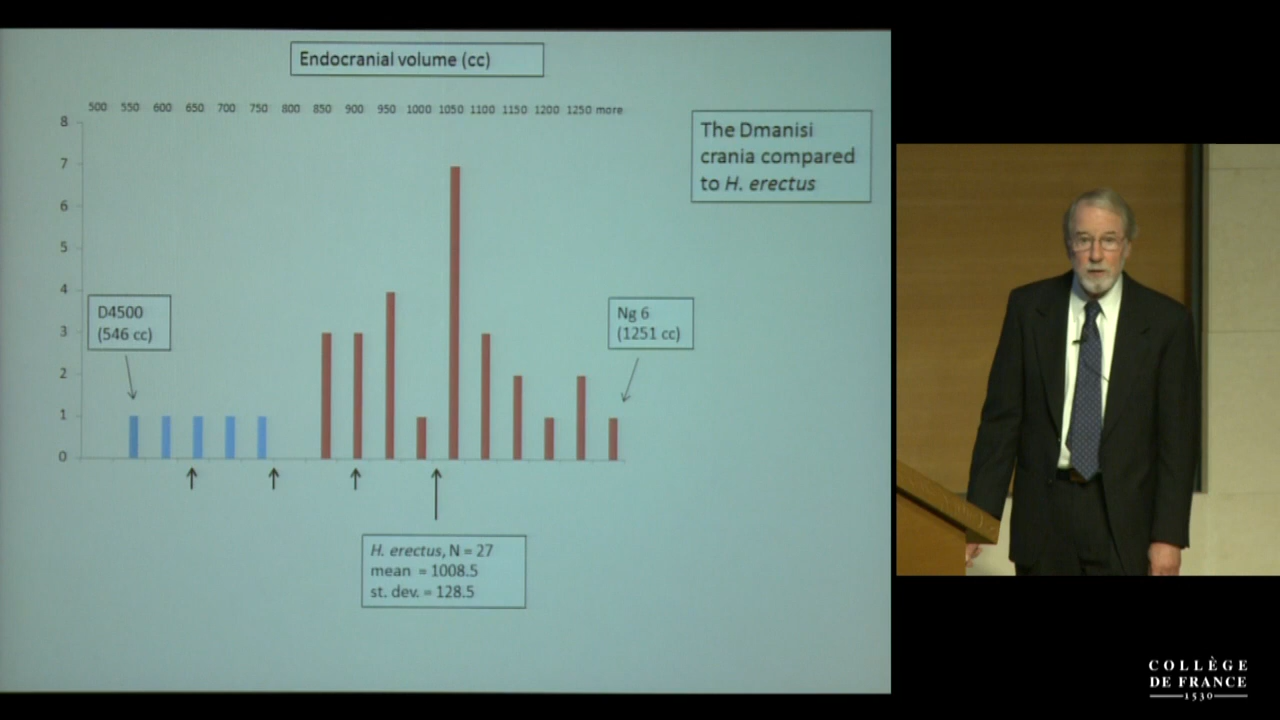 Endocranial volume (cc)
500 550 600 650 700 750 800 850 900 950 1000 1050 1100 1150 1200 1250 more
8
7
6
5
4
3
2
1
0
The Dmanisi
crania compared
to H. erectus
D4500
(546 cc)
Ng 6
(1251 cc)
H. erectus, N = 27
mean = 1008.5
st. dev. = 128.5
COLLÈGE
DE FRANCE
1530